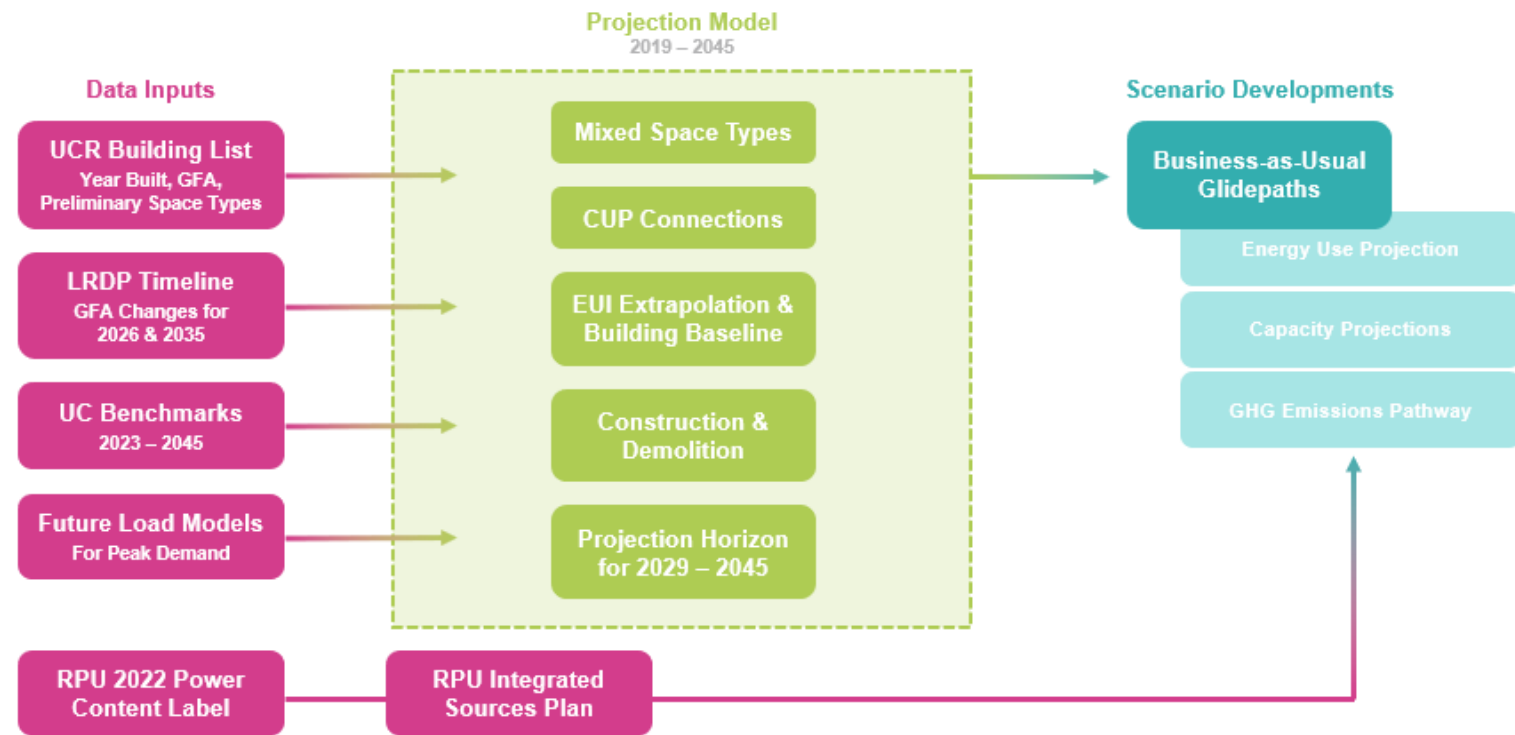 Projection Model
2019 – 2045
Data Inputs
UCR Building List
Year Built, GFA,
Preliminary Space Types
LRDP Timeline
GFA Changes for
2026 & 2035
UC Benchmarks
2023 – 2045
Future Load Models
For Peak Demand
RPU 2022 Power
Content Label
RPU Integrated
Sources Plan
Mixed Space Types
CUP Connections
EUI Extrapolation &
Building Baseline
Construction &
Demolition
Projection Horizon
for 2029 – 2045
Scenario Developments
Business-as-Usual
Glidepaths
Energy Use Projection
Capacity Projections
GHG Emissions Pathway